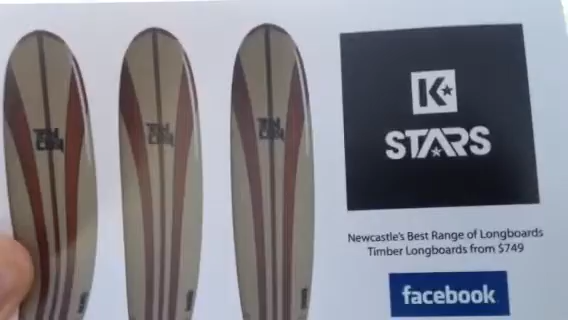 K
STARS
Newcastle's Best Range of Longboards
Timber Longboards from $749
facebook